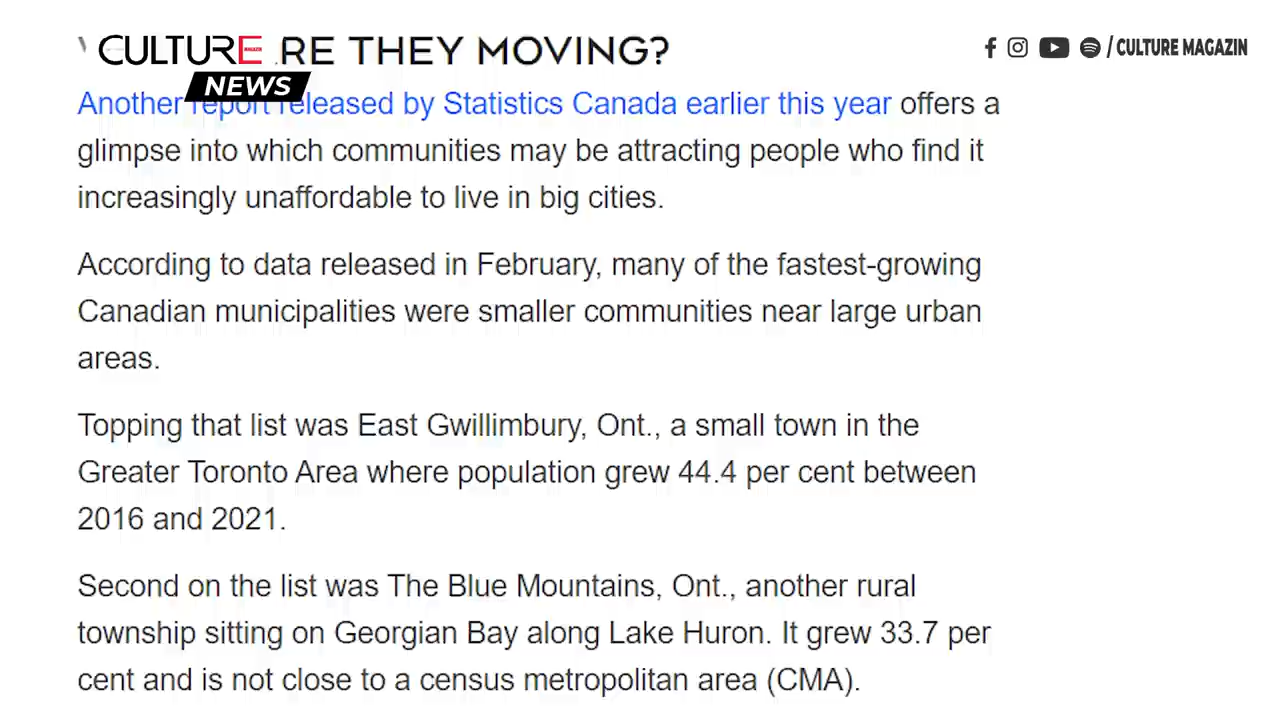 CULTURE RE THEY MOVING?
NEWS
/ CULTURE MAGAZIN
Another report released by Statistics Canada earlier this year offers a
glimpse into which communities may be attracting people who find it
increasingly unaffordable to live in big cities.
According to data released in February, many of the fastest-growing
Canadian municipalities were smaller communities near large urban
areas.
Topping that list was East Gwillimbury, Ont., a small town in the
Greater Toronto Area where population grew 44.4 per cent between
2016 and 2021.
Second on the list was The Blue Mountains, Ont., another rural
township sitting on Georgian Bay along Lake Huron. It grew 33.7 per
cent and is not close to a census metropolitan area (CMA).